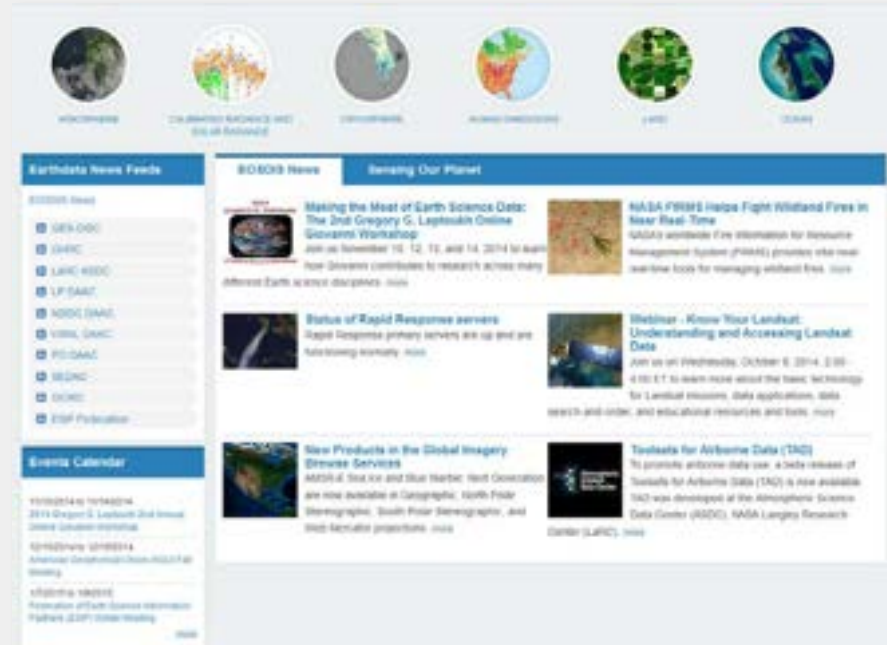 ATMOSPHERE
CALIBRATED RADIANCE AND
SOLAR RADIANCE
CRYOSPHERE
HUMAN DIMENSIONS
LAND
OCEAN
Earthdata News Feeds
EOSDIS News
GES DISC
GHRC
LARC ASDC
LP DAAC
NSIDC DAAC
ORNL DAAC
PO.DAAC
SEDAC
ESIP Federation
Events Calendar
2014 Gregory G. Leptoukh 2nd Annual
Online Giovanni Workshop
American Geophysical Union (AGU) Fall
Meeting
Federation of Earth Science Information
Partners (ESIP) Winter Meeting
more
EOSDIS News
Sensing Our Planet
Making the Most of Earth Science Data:
The 2nd Gregory G. Leptoukh Online
Giovanni Workshop
Join us November 10, 12, 13, and 14, 2014 to learn
how Giovanni contributes to research across many
different Earth science disciplines. more
NASA FIRMS Helps Fight Wildland Fires in
Near Real-Time
NASA's worldwide Fire Information for Resource
Management System (FIRMS) provides vital near
real-time tools for managing wildland fires. more
Status of Rapid Response servers
Rapid Response primary servers are up and are
functioning normally. more
Webinar - Know Your Landsat:
Understanding and Accessing Landsat
Data
Join us on Wednesday, October 8, 2014, 2:00 -
4:00 ET to learn more about the basic technology
for Landsat missions, data applications, data
search and order, and educational resources and tools. more
New Products in the Global Imagery
Browse Services
AMSR-E Sea Ice and Blue Marble: Next Generation
are now available in Geographic, North Polar
Stereographic, South Polar Stereographic, and
Web Mercator projections. more
Toolsets for Airborne Data (TAD)
To promote airborne data use, a beta release of
Toolsets for Airborne Data (TAD) is now available.
TAD was developed at the Atmospheric Science
Data Center (ASDC), NASA Langley Research
Center (LaRC). more